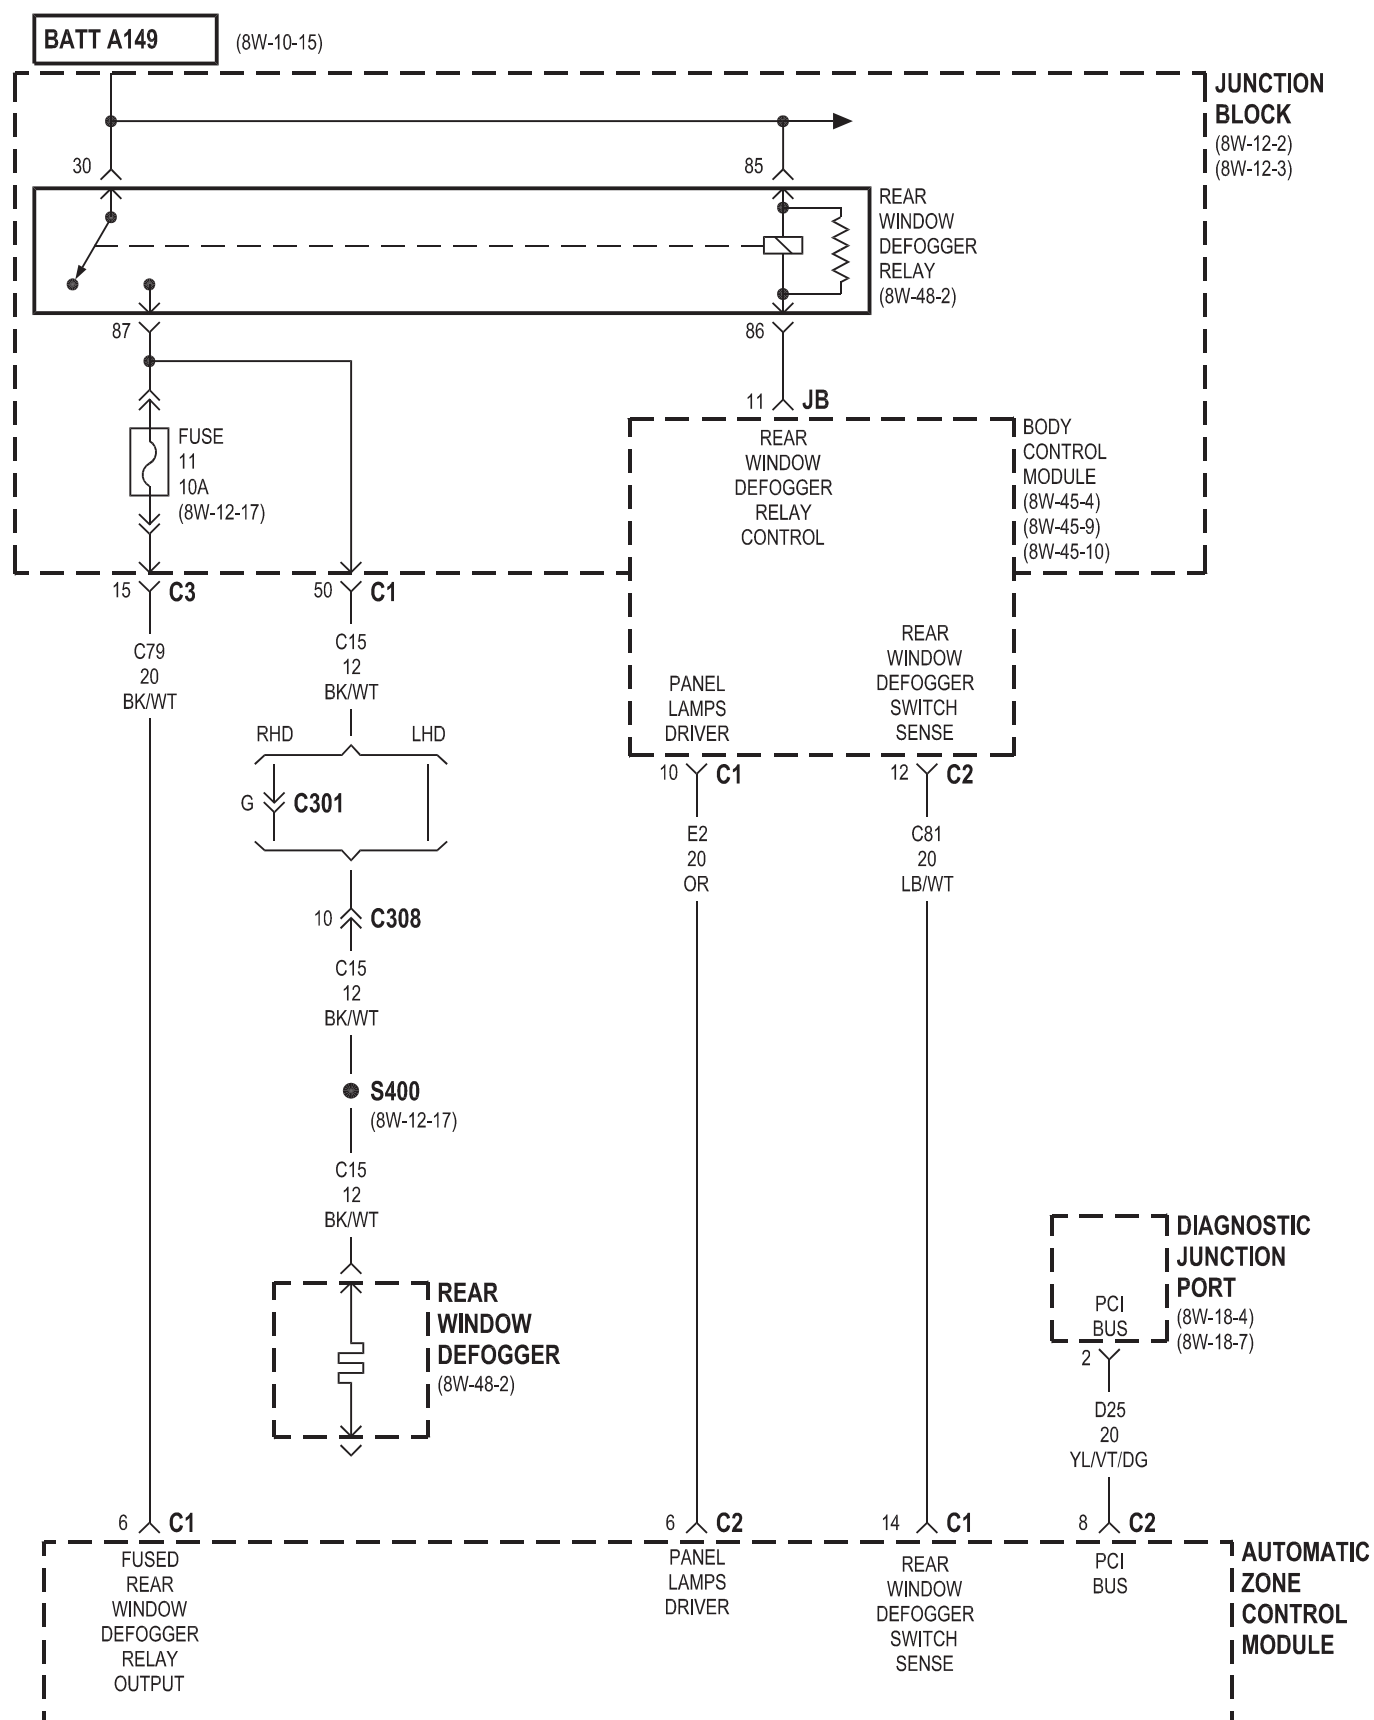 BATT A149
(8W-10-15)
JUNCTION
BLOCK
(8W-12-2)
(8W-12-3)
30
85
REAR
WINDOW
DEFOGGER
RELAY
(8W-48-2)
87
86
11
JB
FUSE
11
10A
(8W-12-17)
REAR
WINDOW
DEFOGGER
RELAY
CONTROL
BODY
CONTROL
MODULE
(8W-45-4)
(8W-45-9)
(8W-45-10)
15
C3
50
C1
C79
20
BK/WT
C15
12
BK/WT
PANEL
LAMPS
DRIVER
REAR
WINDOW
DEFOGGER
SWITCH
SENSE
RHD
LHD
10
C1
12
C2
G
C301
E2
20
OR
C81
20
LB/WT
10
C308
C15
12
BK/WT
S400
(8W-12-17)
C15
12
BK/WT
REAR
WINDOW
DEFOGGER
(8W-48-2)
PCI
BUS
DIAGNOSTIC
JUNCTION
PORT
(8W-18-4)
(8W-18-7)
2
D25
20
YL/VT/DG
6
C1
6
C2
14
C1
8
C2
FUSED
REAR
WINDOW
DEFOGGER
RELAY
OUTPUT
PANEL
LAMPS
DRIVER
REAR
WINDOW
DEFOGGER
SWITCH
SENSE
PCI
BUS
AUTOMATIC
ZONE
CONTROL
MODULE